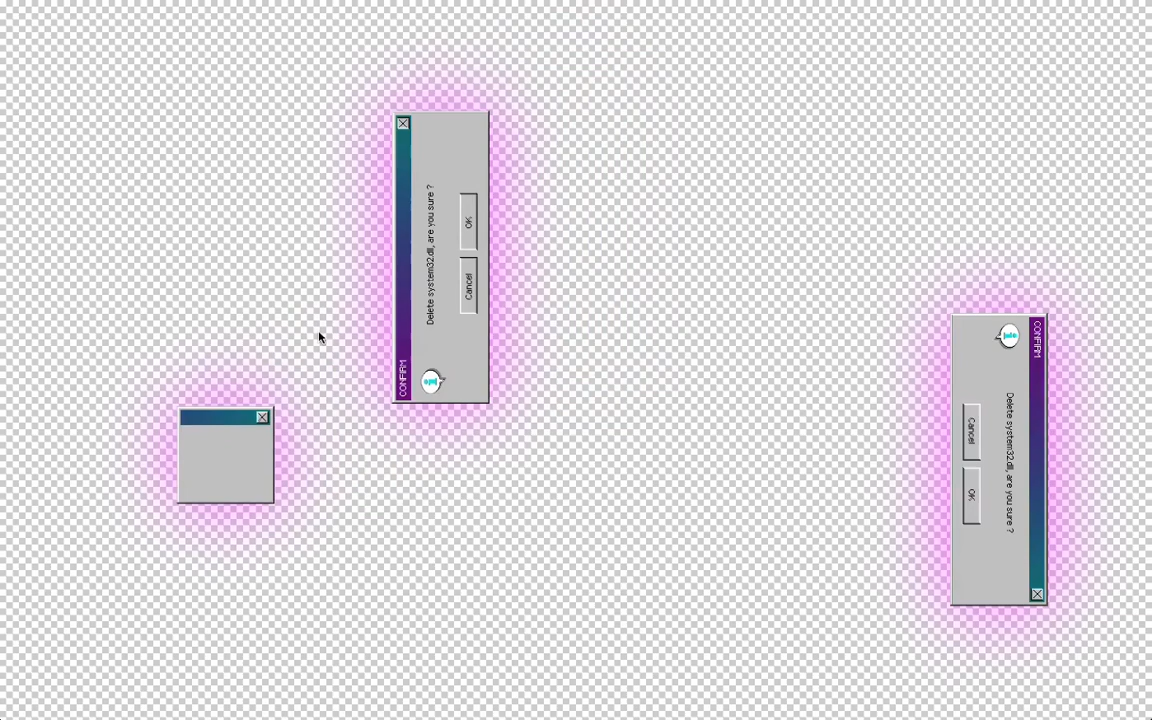 CONFIRM
Delete system32.dll, are you sure ?
OK
Cancel
CONFIRM
Delete system32.dll, are you sure ?
Cancel
OK